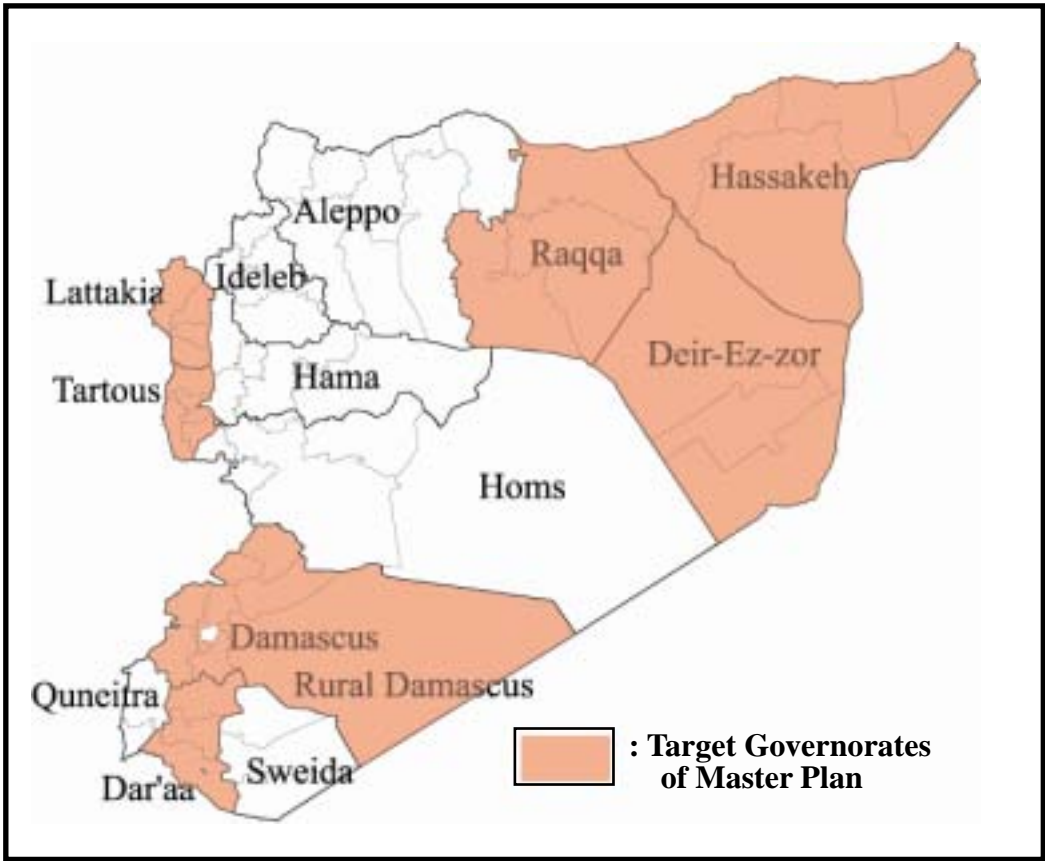 Hassakeh
Aleppo
Raqqa
Ideleb
Lattakia
Deir-Ez-zor
Hama
Tartous
Homs
Damascus
Rural Damascus
Quneitra
: Target Governorates
of Master Plan
Sweida
Dar'aa